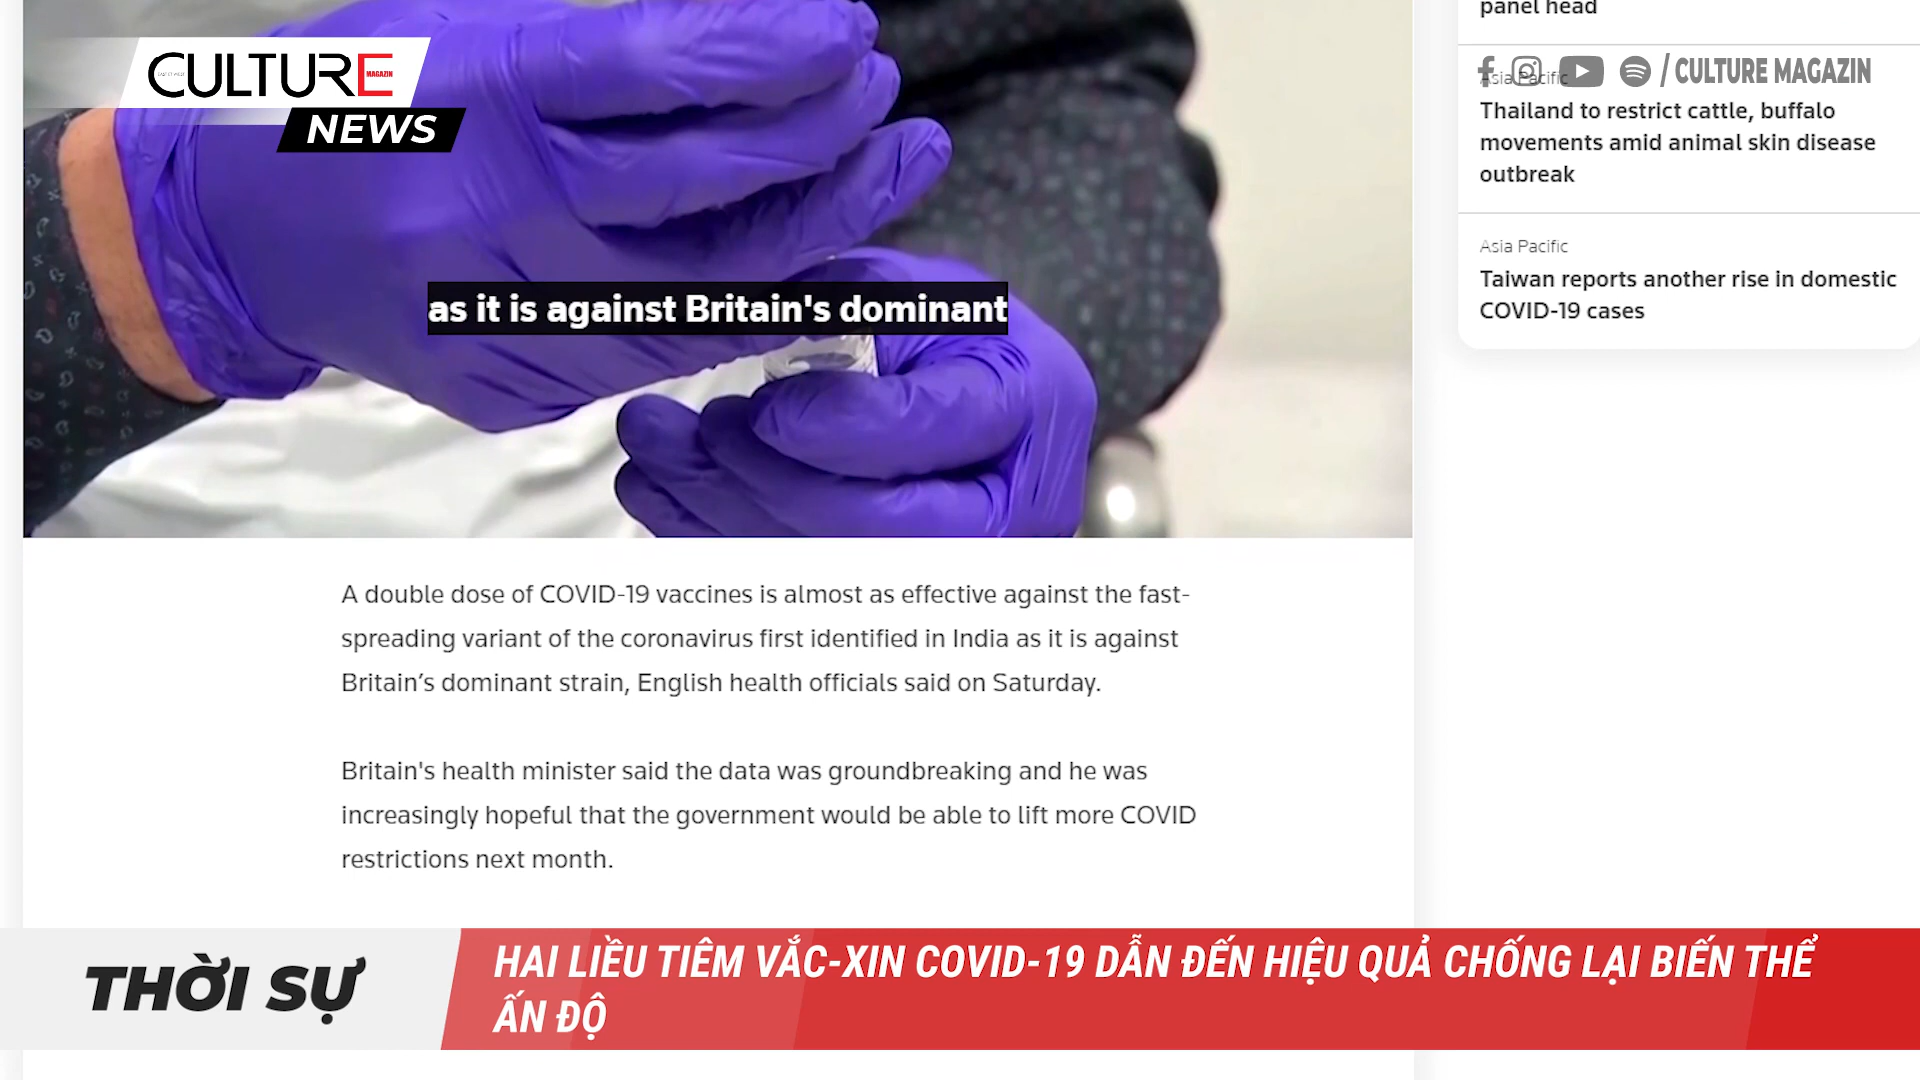 CULTURE
MAGAZIN
NEWS
panel head
Asia Pacific
/ CULTURE MAGAZIN
Thailand to restrict cattle, buffalo
movements amid animal skin disease
outbreak
Asia Pacific
Taiwan reports another rise in domestic
COVID-19 cases
as it is against Britain's dominant
A double dose of COVID-19 vaccines is almost as effective against the fast-
spreading variant of the coronavirus first identified in India as it is against
Britain’s dominant strain, English health officials said on Saturday.
Britain's health minister said the data was groundbreaking and he was
increasingly hopeful that the government would be able to lift more COVID
restrictions next month.
THỜI SỰ
HAI LIỀU TIÊM VẮC-XIN COVID-19 DẪN ĐẾN HIỆU QUẢ CHỐNG LẠI BIẾN THỂ
ẤN ĐỘ